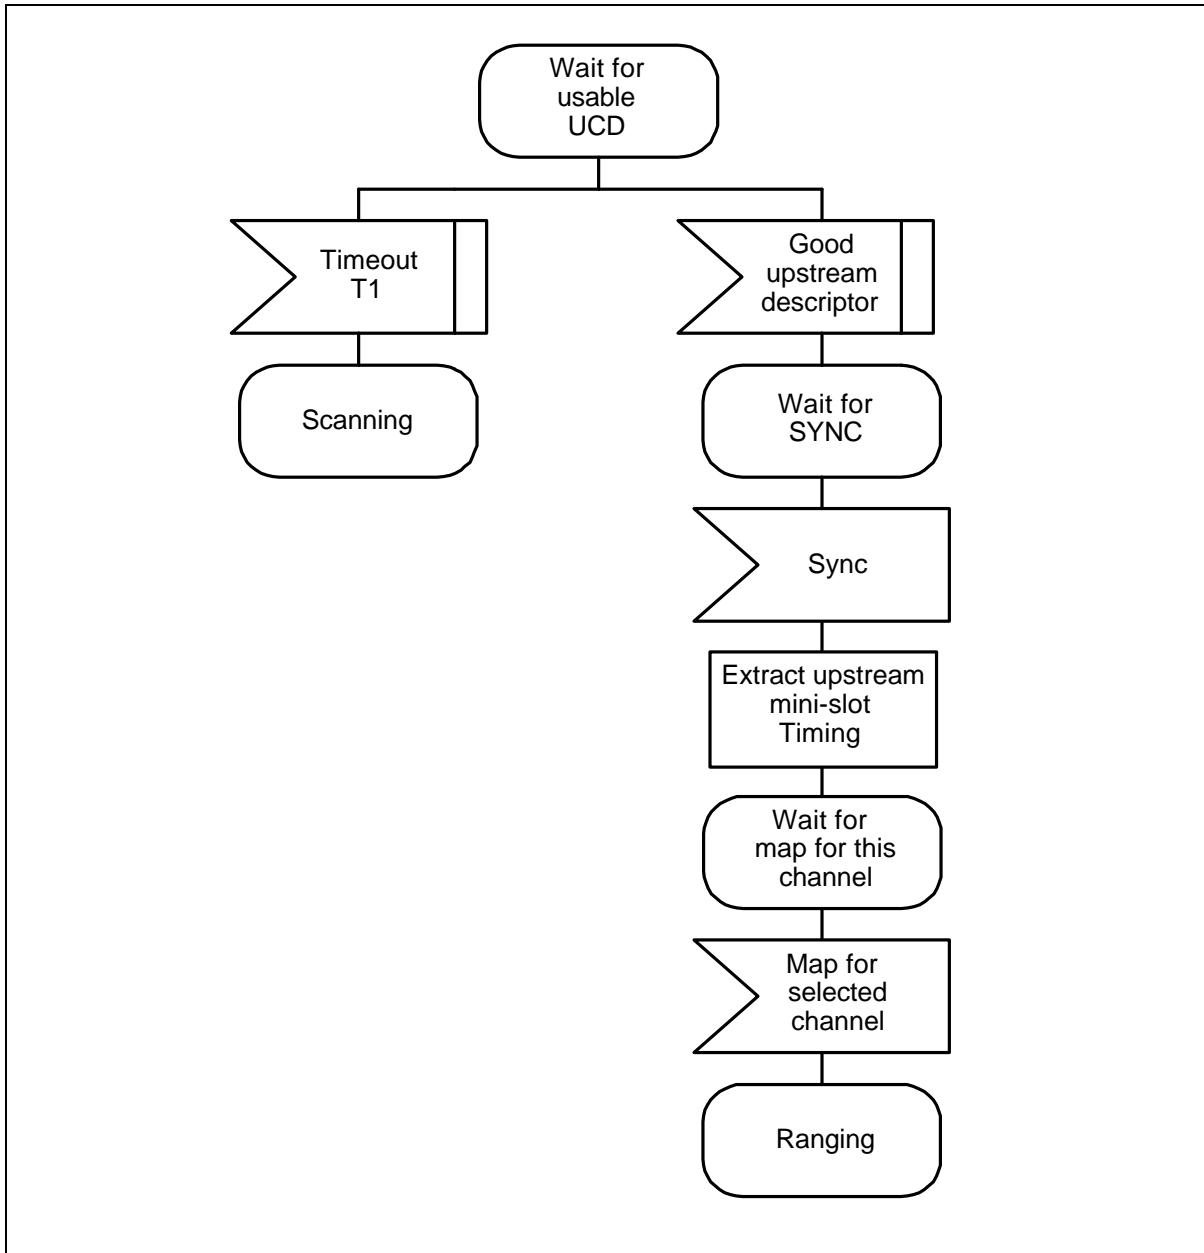 Wait for
usable
UCD
Timeout
T1
Good
upstream
descriptor
Scanning
Wait for
SYNC
Sync
Extract upstream
mini-slot
Timing
Wait for
map for this
channel
Map for
selected
channel
Ranging